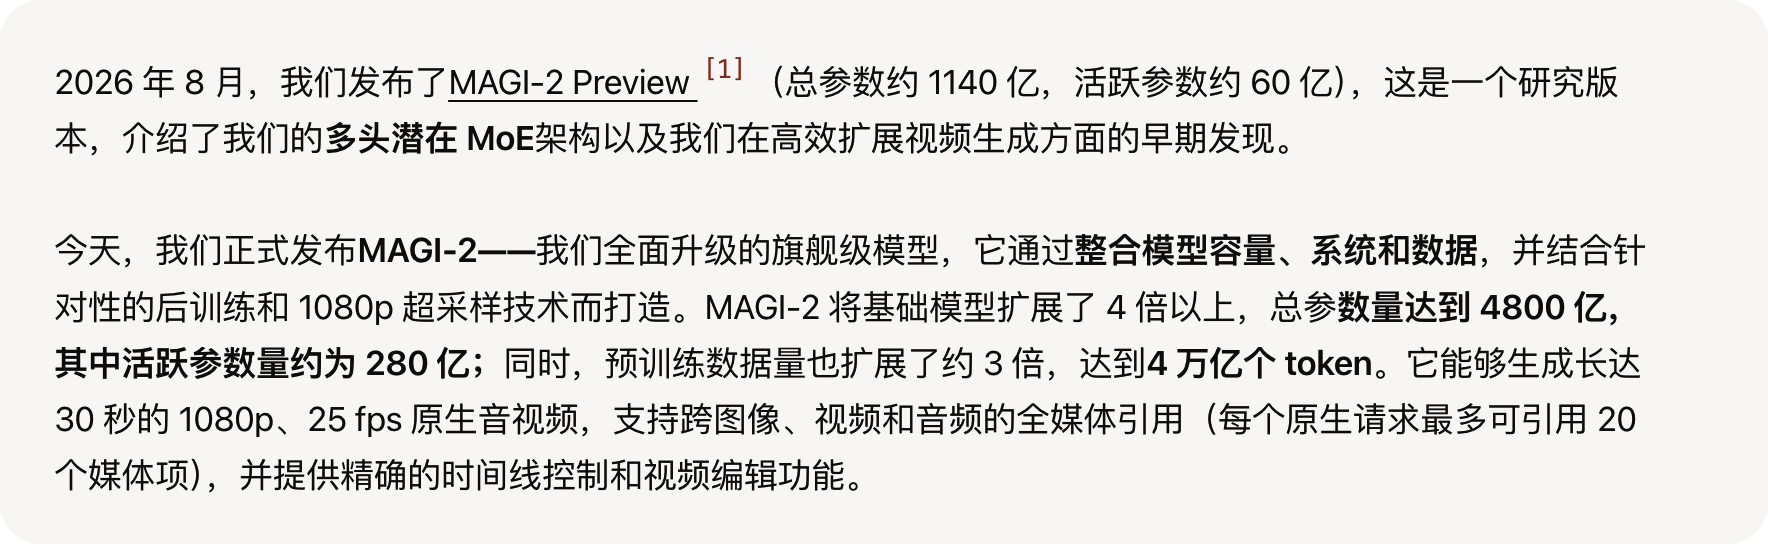 2026 年 8 月，我们发布了MAGI-2 Preview [1] （总参数约 1140 亿，活跃参数约 60 亿），这是一个研究版
本，介绍了我们的多头潜在 MoE架构以及我们在高效扩展视频生成方面的早期发现。
今天，我们正式发布MAGI-2——我们全面升级的旗舰级模型，它通过整合模型容量、系统和数据，并结合针
对性的后训练和 1080p 超采样技术而打造。MAGI-2 将基础模型扩展了 4 倍以上，总参数量达到 4800 亿，
其中活跃参数量约为 280 亿；同时，预训练数据量也扩展了约 3 倍，达到4 万亿个 token。它能够生成长达
30 秒的 1080p、25 fps 原生音视频，支持跨图像、视频和音频的全媒体引用（每个原生请求最多可引用 20
个媒体项），并提供精确的时间线控制和视频编辑功能。